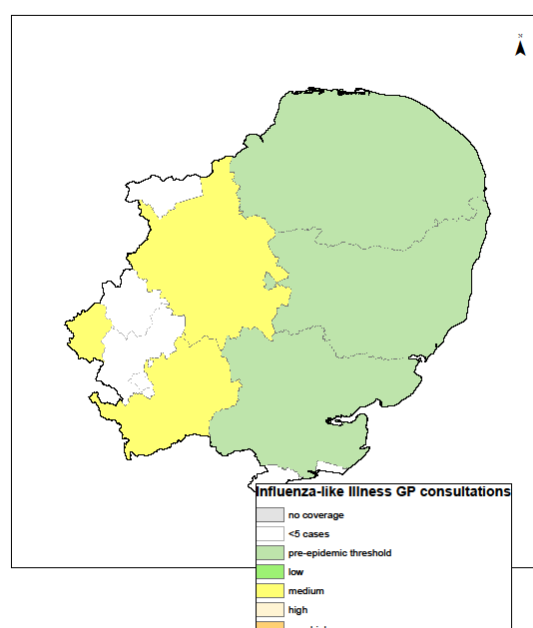 N
Influenza-like Illness GP consultations
no coverage
<5 cases
pre-epidemic threshold
low
medium
high